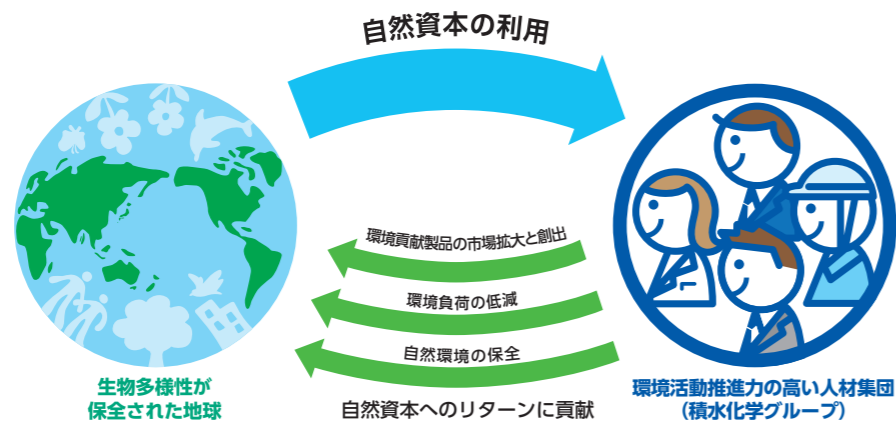 自然資本の利用
環境貢献製品の市場拡大と創出
環境負荷の低減
自然環境の保全
自然資本へのリターンに貢献
生物多様性が
保全された地球
環境活動推進力の高い人材集団
（積水化学グループ）